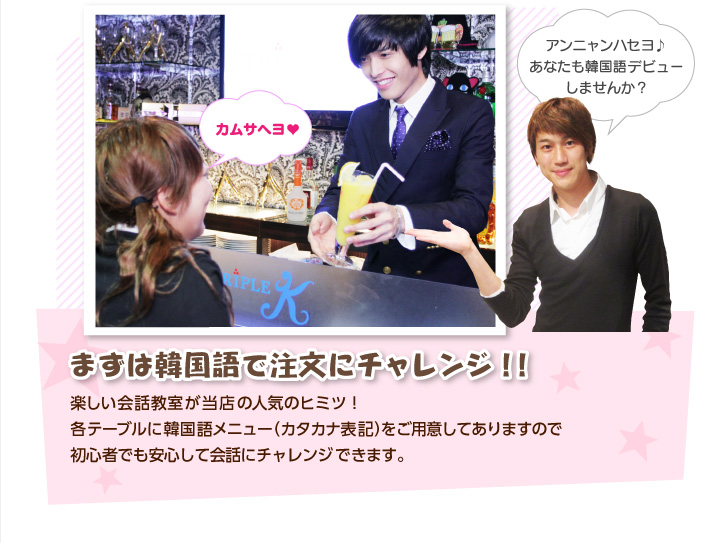 アンニャンハセヨ♪
あなたも韓国語デビュー
しませんか？
カムサヘヨ♥
TRIPLE
K
まずは韓国語で注文にチャレンジ！！
楽しい会話教室が当店の人気のヒミツ！
各テーブルに韓国語メニュー（カタカナ表記）をご用意してありますので
初心者でも安心して会話にチャレンジできます。